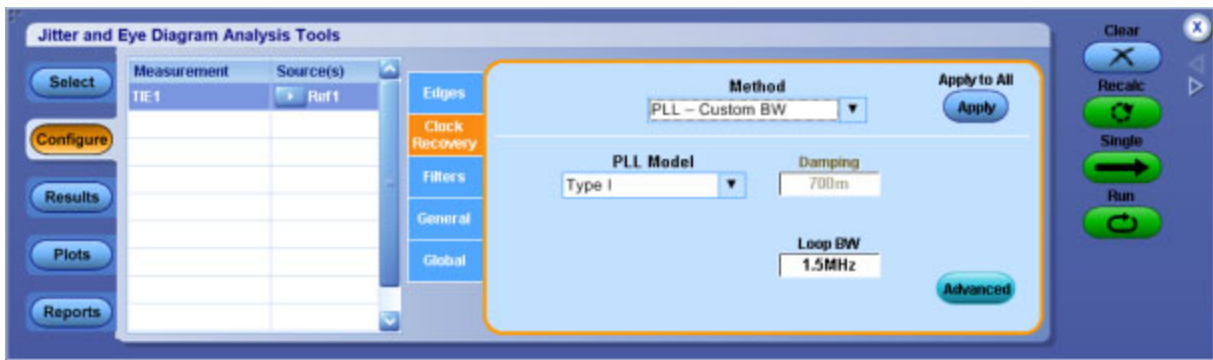 Jitter and Eye Diagram Analysis Tools
Select
Configure
Results
Plots
Reports
Measurement Source(s)
TIE1 Ref1
Edges
Clock
Recovery
Filters
General
Global
Method
PLL – Custom BW
Apply to All
Apply
PLL Model
Type I
Damping
700m
Loop BW
1.5MHz
Advanced
Clear
X
Recalc
Single
Run